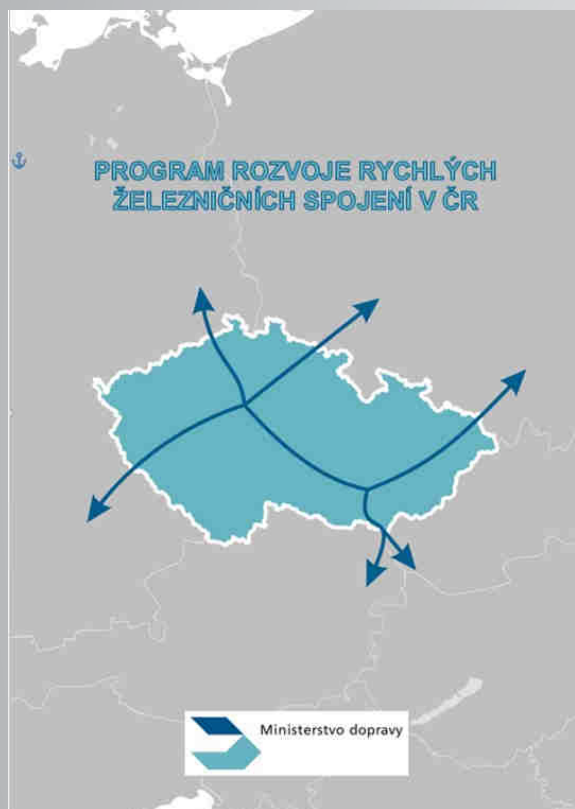 PROGRAM ROZVOJE RYCHLÝCH
ŽELEZNIČNÍCH SPOJENÍ V ČR
Ministerstvo dopravy